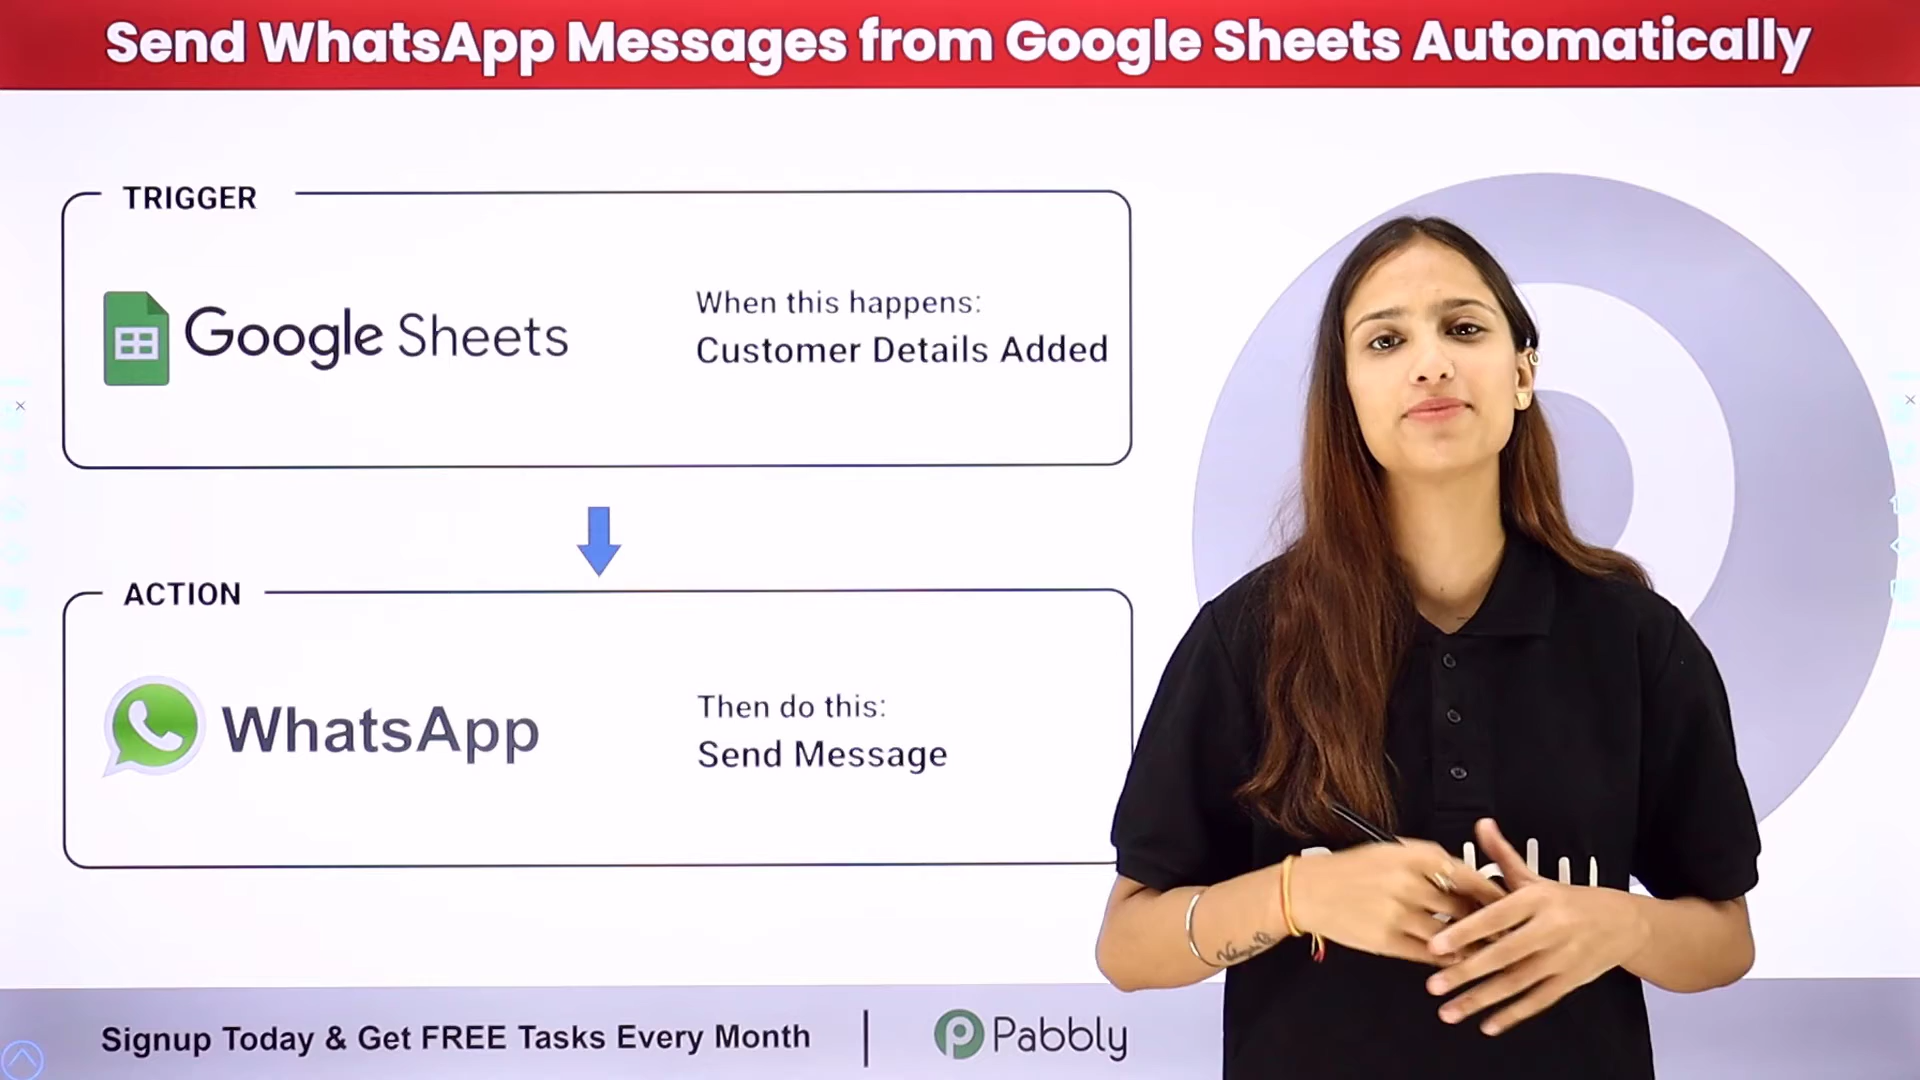 Send WhatsApp Messages from Google Sheets Automatically
TRIGGER
Google Sheets
When this happens:
Customer Details Added
ACTION
WhatsApp
Then do this:
Send Message
Signup Today & Get FREE Tasks Every Month
Pabbly